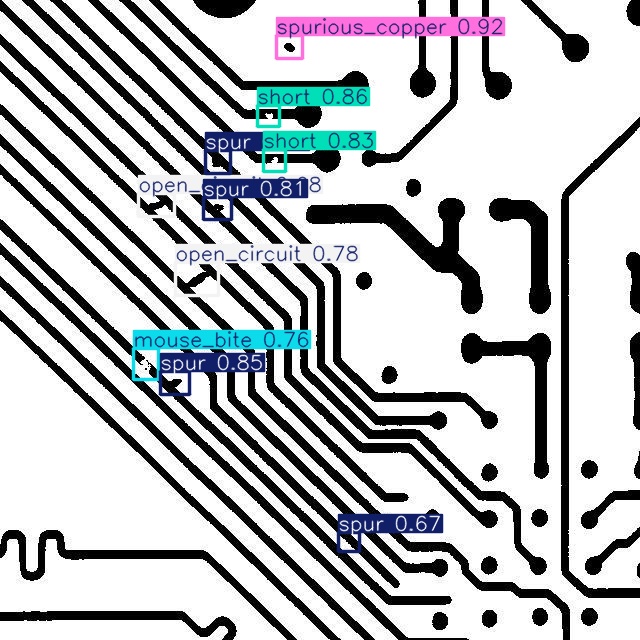 spurious_copper 0.92
short 0.86
spur
short 0.83
open_
spur 0.81
open_circuit 0.78
mouse_bite 0.76
spur 0.85
spur 0.67